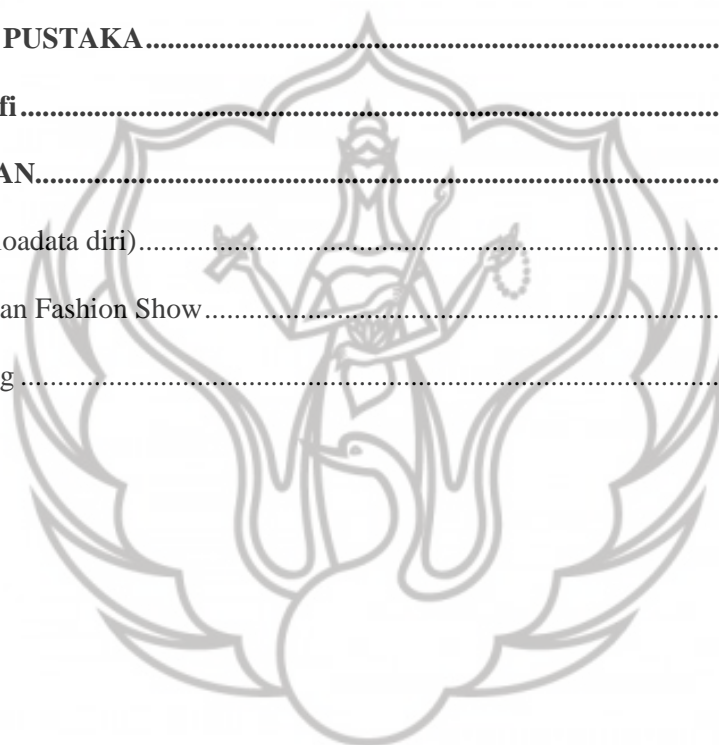 PUSTAKA..........................................................................
fi...........................................................................................
AN.........................................................................................
oadata diri)...........................................................................
an Fashion Show..................................................................
g...........................................................................................